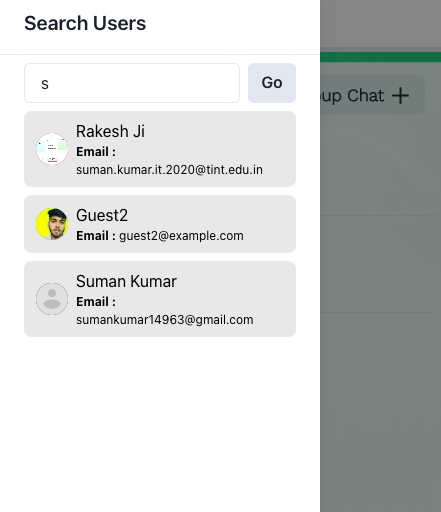 Search Users
s
Go
up Chat +
Rakesh Ji
Email :
suman.kumar.it.2020@tint.edu.in
Guest2
Email : guest2@example.com
Suman Kumar
Email :
sumankumar14963@gmail.com